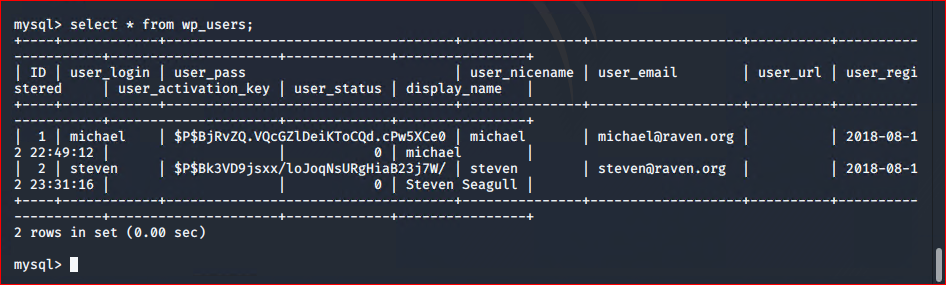 mysql> select * from wp_users;
+----+------------+------------------------------------+---------------+-------------------+----------+---------
------------+---------------------+-------------+----------------+
| ID | user_login | user_pass                          | user_nicename | user_email        | user_url | user_regi
stered      | user_activation_key | user_status | display_name   |
+----+------------+------------------------------------+---------------+-------------------+----------+---------
------------+---------------------+-------------+----------------+
|  1 | michael    | $P$BjRvZQ.VQcGZlDeiKToCQd.cPw5XCe0 | michael       | michael@raven.org |          | 2018-08-1
2 22:49:12 |                     |           0 | michael        |
|  2 | steven     | $P$Bk3VD9jsxx/loJoqNsURgHiaB23j7W/ | steven        | steven@raven.org  |          | 2018-08-1
2 23:31:16 |                     |           0 | Steven Seagull |
+----+------------+------------------------------------+---------------+-------------------+----------+---------
------------+---------------------+-------------+----------------+
2 rows in set (0.00 sec)
mysql>